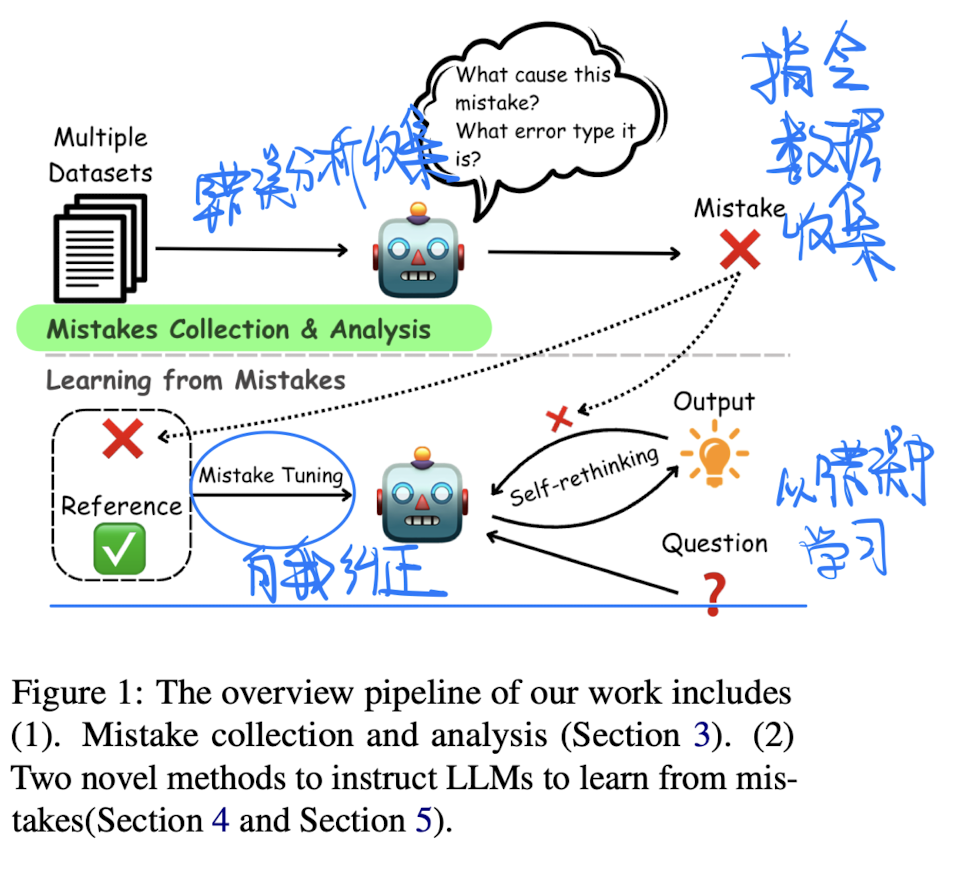 What cause this
mistake?
What error type it
is?
Multiple
Datasets
错误分析收集
指令
数据
收集
Mistake
Mistakes Collection & Analysis
Learning from Mistakes
Output
Mistake Tuning
Self-rethinking
Reference
从错误中
学习
Question
自我纠正
Figure 1: The overview pipeline of our work includes
(1). Mistake collection and analysis (Section 3). (2)
Two novel methods to instruct LLMs to learn from mis-
takes(Section 4 and Section 5).